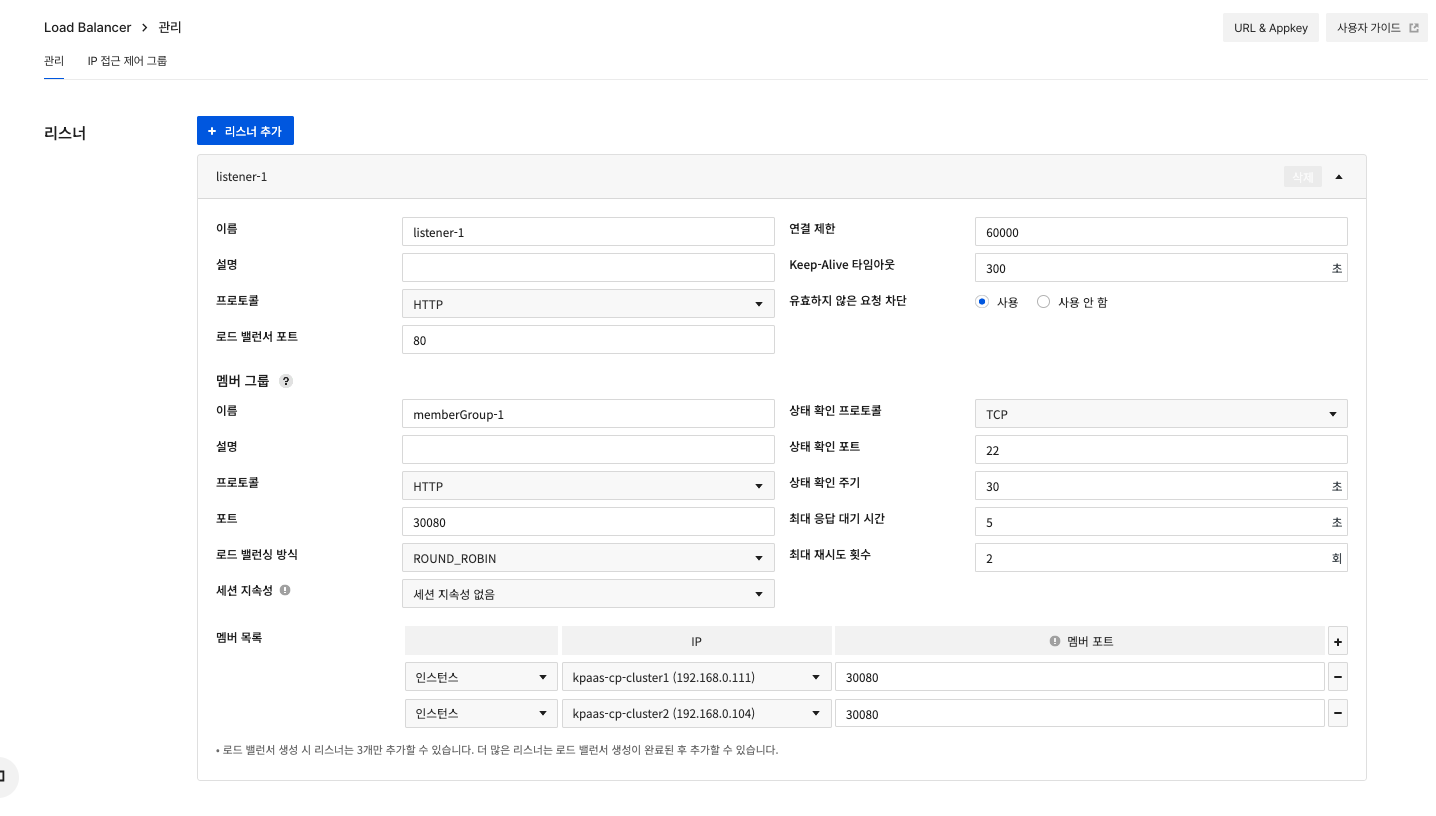 Load Balancer > 관리
URL & Appkey
사용자 가이드
관리
IP 접근 제어 그룹
리스너
+ 리스너 추가
listener-1
삭제
이름
listener-1
연결 제한
60000
설명
Keep-Alive 타임아웃
300
초
프로토콜
HTTP
유효하지 않은 요청 차단
사용
사용 안 함
로드 밸런서 포트
80
멤버 그룹 ?
이름
memberGroup-1
상태 확인 프로토콜
TCP
설명
상태 확인 포트
22
프로토콜
HTTP
상태 확인 주기
30
초
포트
30080
최대 응답 대기 시간
5
초
로드 밸런싱 방식
ROUND_ROBIN
최대 재시도 횟수
2
회
세션 지속성 !
세션 지속성 없음
멤버 목록
IP
! 멤버 포트
+
인스턴스
kpaas-cp-cluster1 (192.168.0.111)
30080
−
인스턴스
kpaas-cp-cluster2 (192.168.0.104)
30080
−
• 로드 밸런서 생성 시 리스너는 3개만 추가할 수 있습니다. 더 많은 리스너는 로드 밸런서 생성이 완료된 후 추가할 수 있습니다.